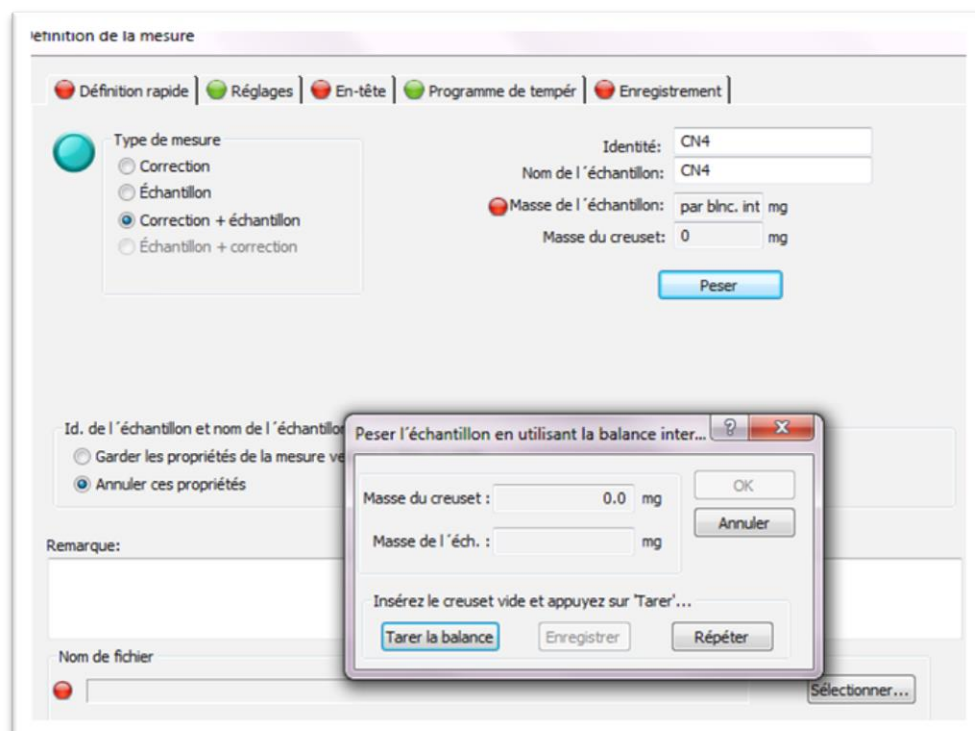 éfinition de la mesure
Définition rapide Réglages En-tête Programme de tempér Enregistrement
Type de mesure
Correction
Échantillon
Correction + échantillon
Échantillon + correction
Identité: CN4
Nom de l´échantillon: CN4
Masse de l´échantillon: par blnc. int mg
Masse du creuset: 0 mg
Peser
Id. de l´échantillon et nom de l´échantillon
Garder les propriétés de la mesure ve
Annuler ces propriétés
Remarque:
Nom de fichier
Sélectionner...
Peser l´échantillon en utilisant la balance inter...
Masse du creuset : 0.0 mg
Masse de l´éch. : mg
OK
Annuler
Insérez le creuset vide et appuyez sur 'Tarer'...
Tarer la balance Enregistrer Répéter